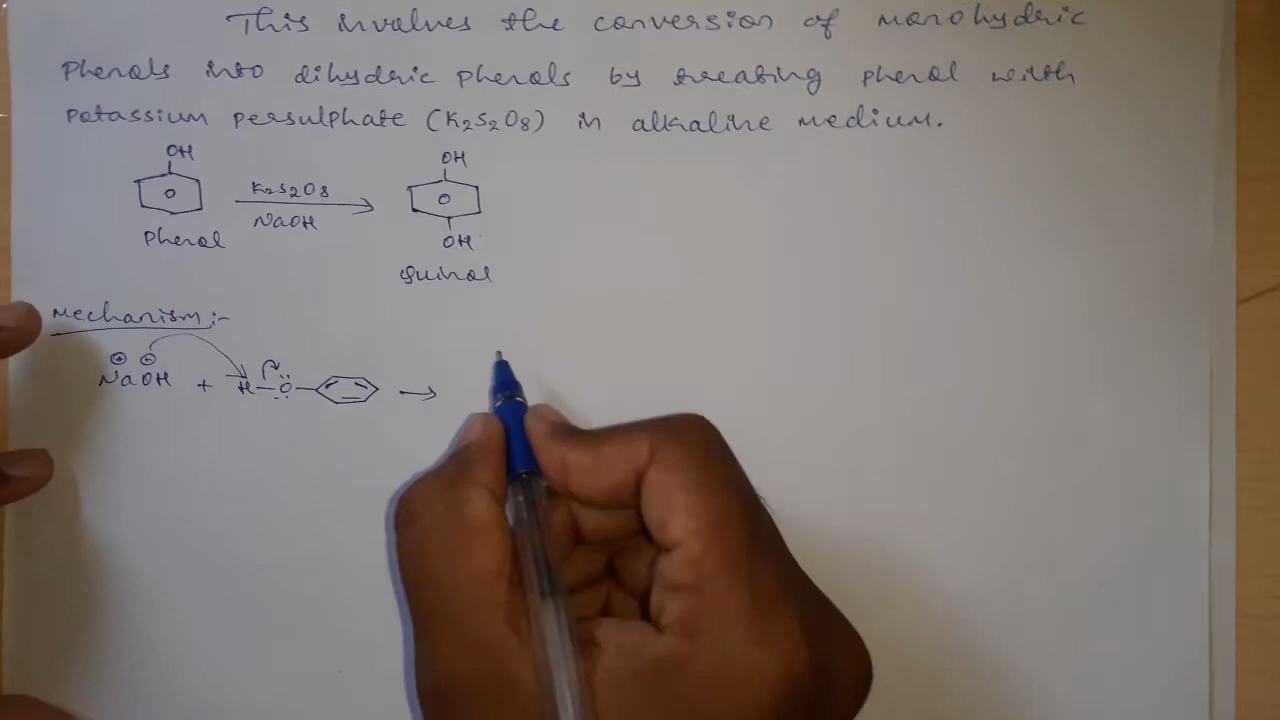 This involves the conversion of monohydric
Phenols into dihydric phenols by treating phenol with
Potassium persulphate (K2S2O8) in alkaline medium.
OH
OH
K2S2O8
NaOH
OH
Phenol
Quinol
Mechanism:-
⊕ ⊖
NaOH + H-O- →